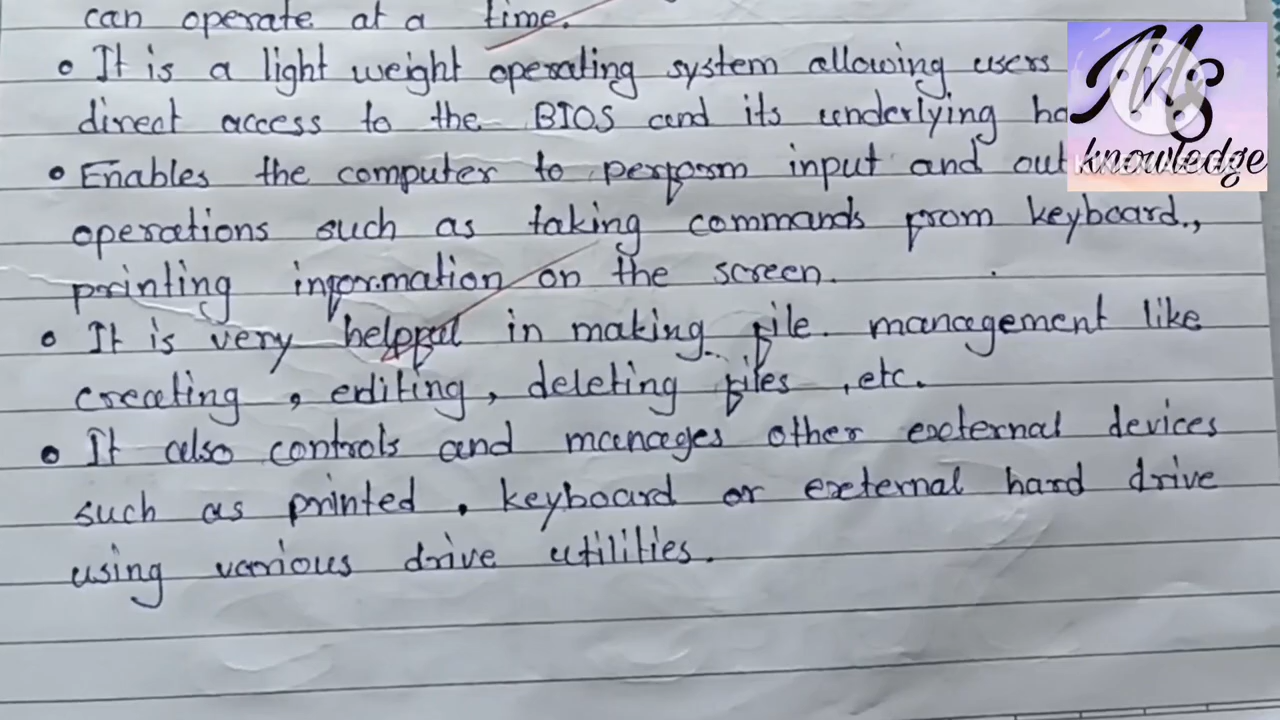 can operate at a time.
• It is a light weight operating system allowing users
direct access to the BIOS and its underlying ha
• Enables the computer to perform input and out
operations such as taking commands from keyboard.,
printing information on the screen.
• It is very helpful in making file. management like
creating, editing, deleting files, etc.
• It also controls and manages other external devices
such as printed. keyboard or external hard drive
using various drive utilities.
MS
knowledge